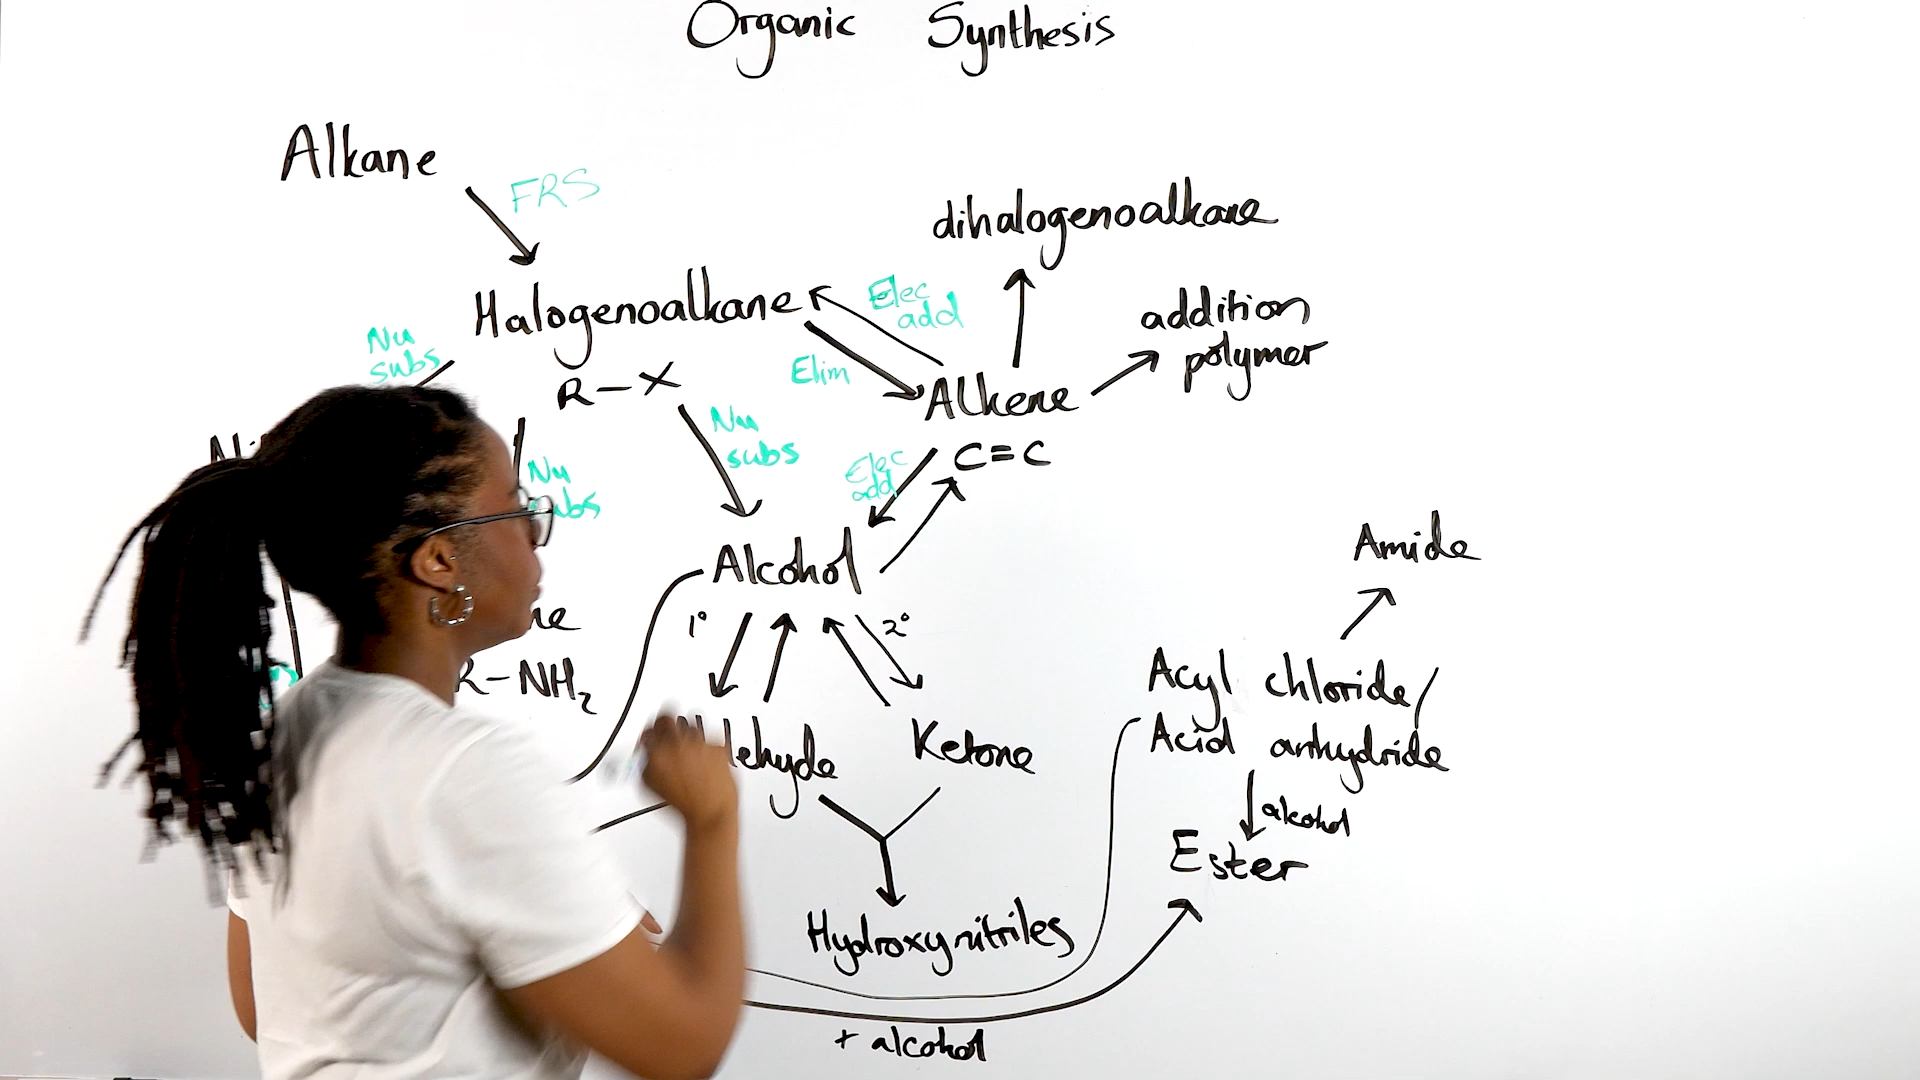 Organic Synthesis
Alkane
FRS
Halogenoalkane
R-X
Nu
subs
Nu
Nu
subs
Elec
add
Elim
dihalogenoalkane
addition
polymer
Alkene
C=C
Elec
add
Alcohol
1°
2°
R-NH₂
Ketone
Hydroxynitriles
Amide
Acyl chloride/
Acid anhydride
alcohol
Ester
+ alcohol